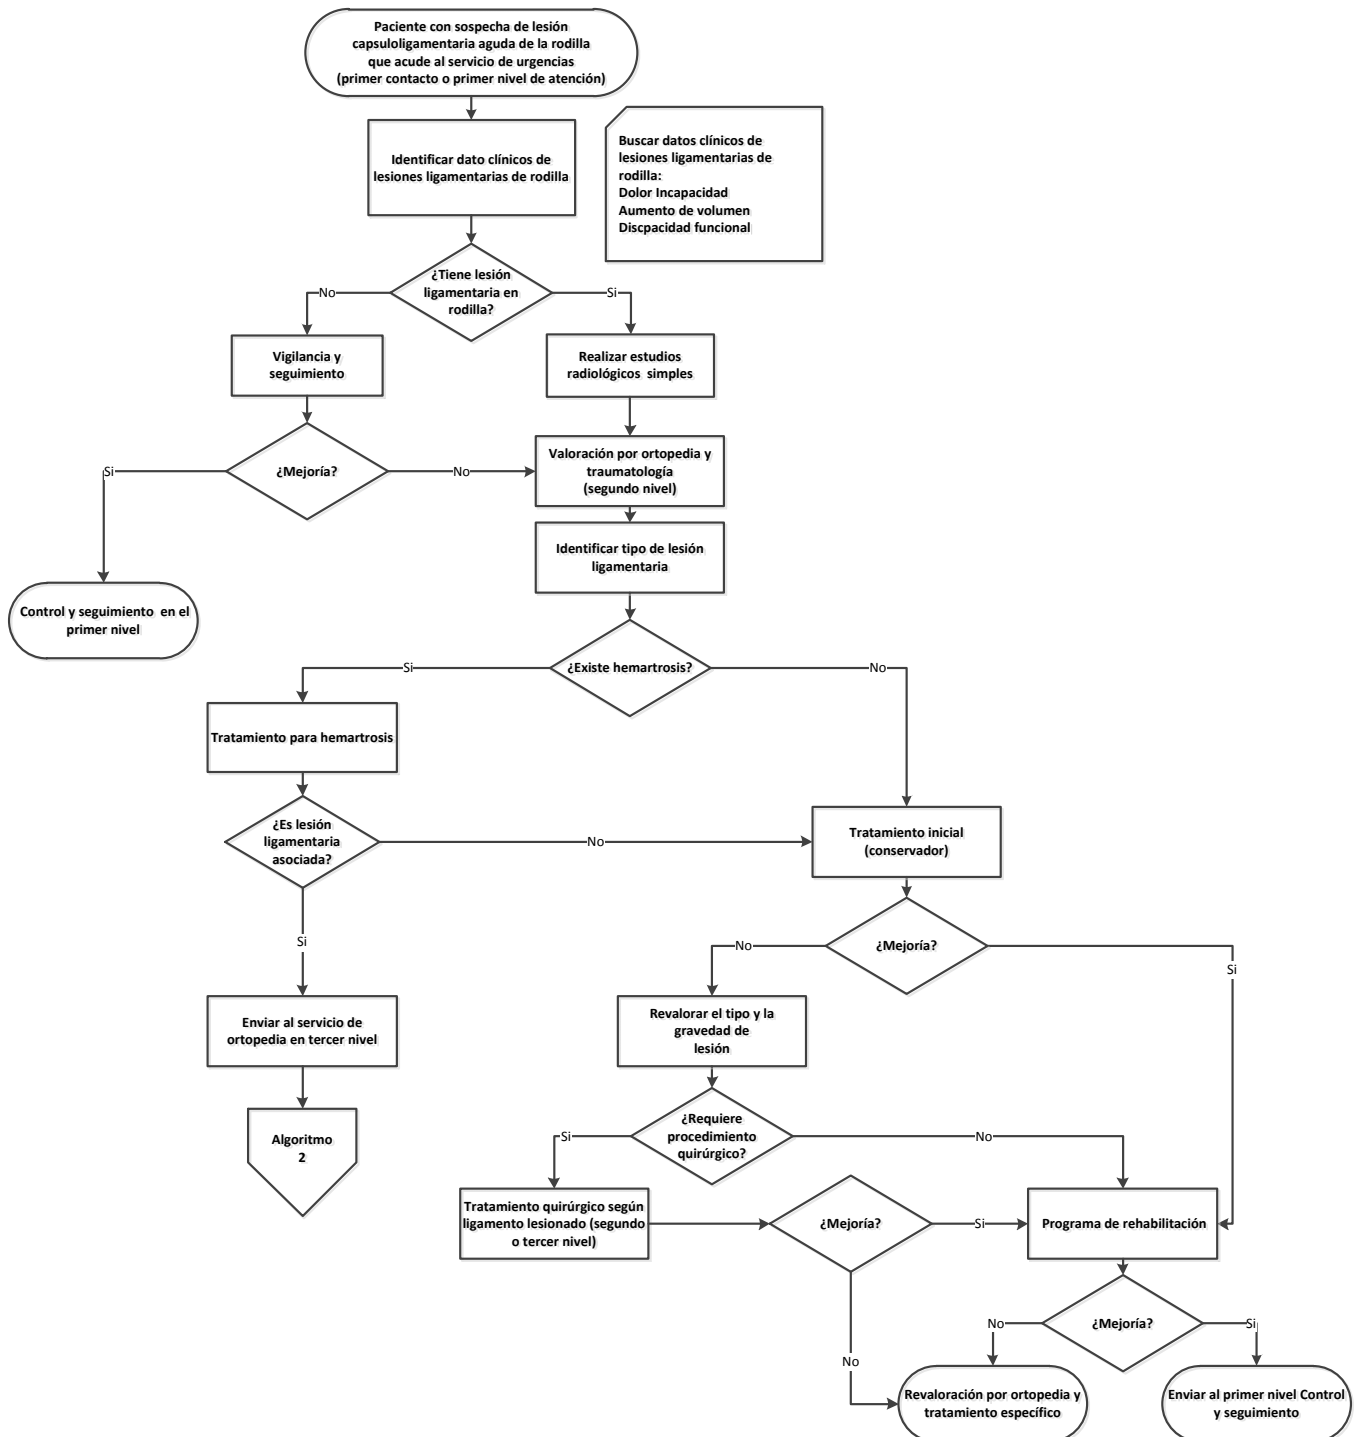 Paciente con sospecha de lesión
capsuloligamentaria aguda de la rodilla
que acude al servicio de urgencias
(primer contacto o primer nivel de atención)
Identificar dato clínicos de
lesiones ligamentarias de rodilla
Buscar datos clínicos de
lesiones ligamentarias de
rodilla:
Dolor Incapacidad
Aumento de volumen
Discpacidad funcional
¿Tiene lesión
ligamentaria en
rodilla?
No
Si
Vigilancia y
seguimiento
Realizar estudios
radiológicos simples
¿Mejoría?
Si
No
Valoración por ortopedia y
traumatología
(segundo nivel)
Identificar tipo de lesión
ligamentaria
Control y seguimiento en el
primer nivel
¿Existe hemartrosis?
Si
No
Tratamiento para hemartrosis
¿Es lesión
ligamentaria
asociada?
No
Tratamiento inicial
(conservador)
Si
¿Mejoría?
No
Si
Enviar al servicio de
ortopedia en tercer nivel
Revalorar el tipo y la
gravedad de
lesión
Algoritmo
2
¿Requiere
procedimiento
quirúrgico?
Si
No
Tratamiento quirúrgico según
ligamento lesionado (segundo
o tercer nivel)
¿Mejoría?
Si
Programa de rehabilitación
No
¿Mejoría?
No
Si
Revaloración por ortopedia y
tratamiento específico
Enviar al primer nivel Control
y seguimiento